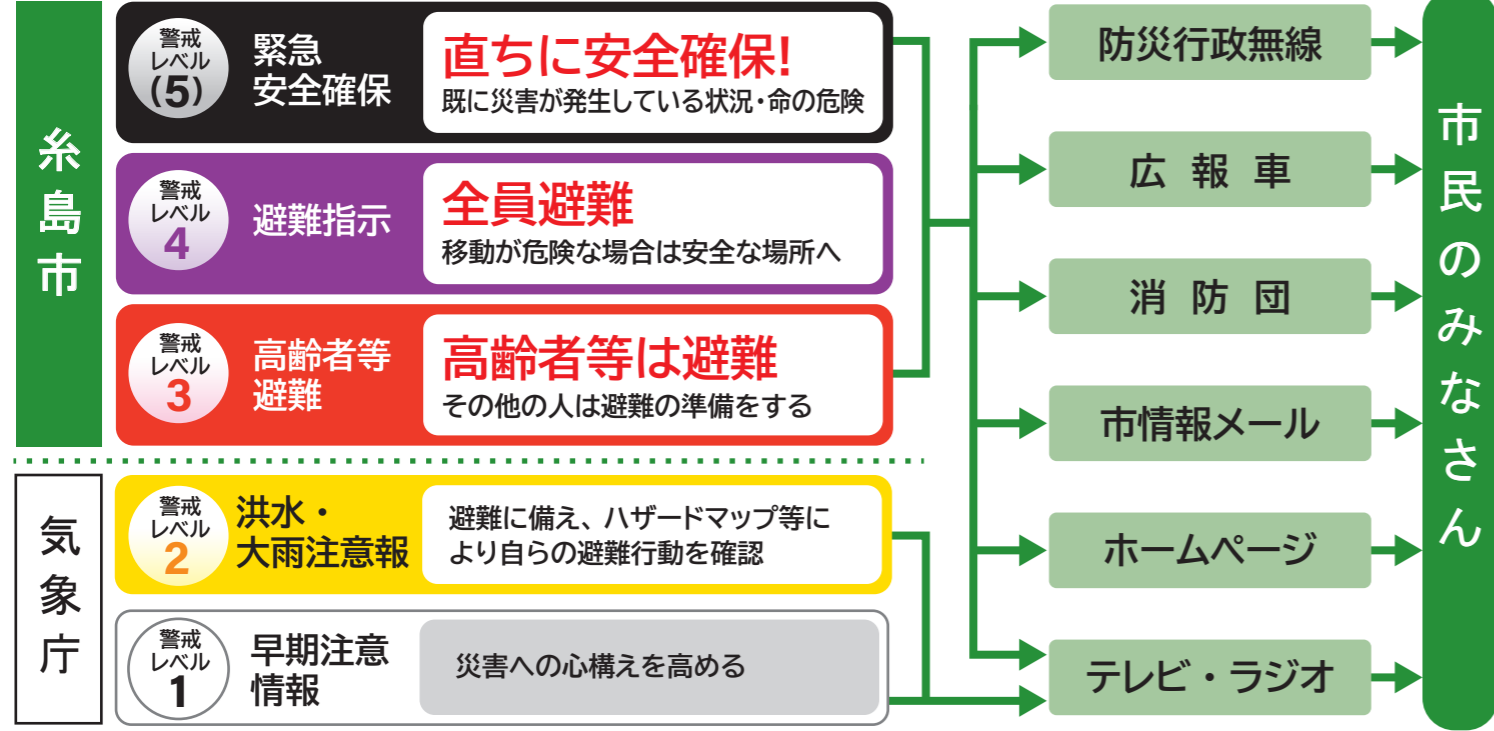 糸島市
警戒
レベル
(5)
緊急
安全確保
直ちに安全確保!
既に災害が発生している状況・命の危険
警戒
レベル
4
避難指示
全員避難
移動が危険な場合は安全な場所へ
警戒
レベル
3
高齢者等
避難
高齢者等は避難
その他の人は避難の準備をする
気象庁
警戒
レベル
2
洪水・
大雨注意報
避難に備え、ハザードマップ等に
より自らの避難行動を確認
警戒
レベル
1
早期注意
情報
災害への心構えを高める
防災行政無線
広報車
消防団
市情報メール
ホームページ
テレビ・ラジオ
市民のみなさん